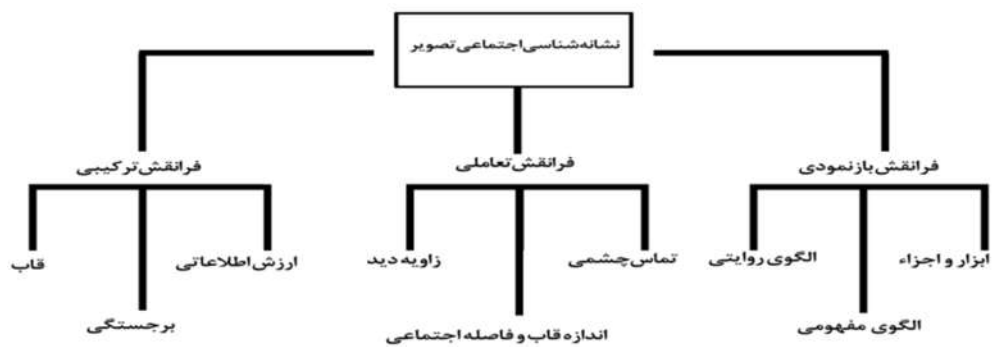 نشانه‌شناسی اجتماعی تصویر
فرانقش بازنمودی
فرانقش تعاملی
فرانقش ترکیبی
ابزار و اجزاء
الگوی روایتی
تماس چشمی
زاویه دید
ارزش اطلاعاتی
قاب
الگوی مفهومی
اندازه قاب و فاصله اجتماعی
برجستگی